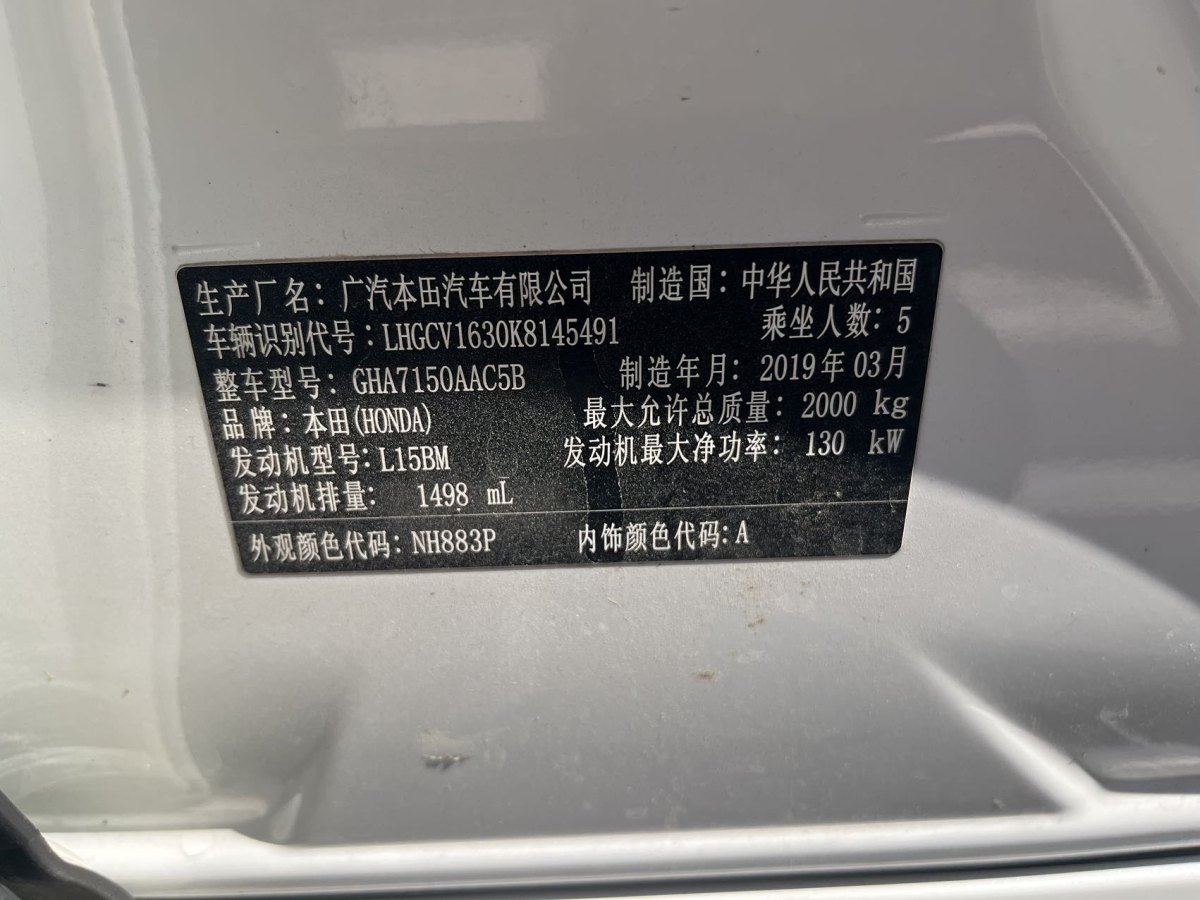 生产厂名：广汽本田汽车有限公司 制造国：中华人民共和国
车辆识别代号：LHGCV1630K8145491 乘坐人数：5
整车型号：GHA7150AAC5B 制造年月：2019年03月
品牌：本田(HONDA) 最大允许总质量：2000 kg
发动机型号：L15BM 发动机最大净功率：130 kW
发动机排量：1498 mL
外观颜色代码：NH883P 内饰颜色代码：A